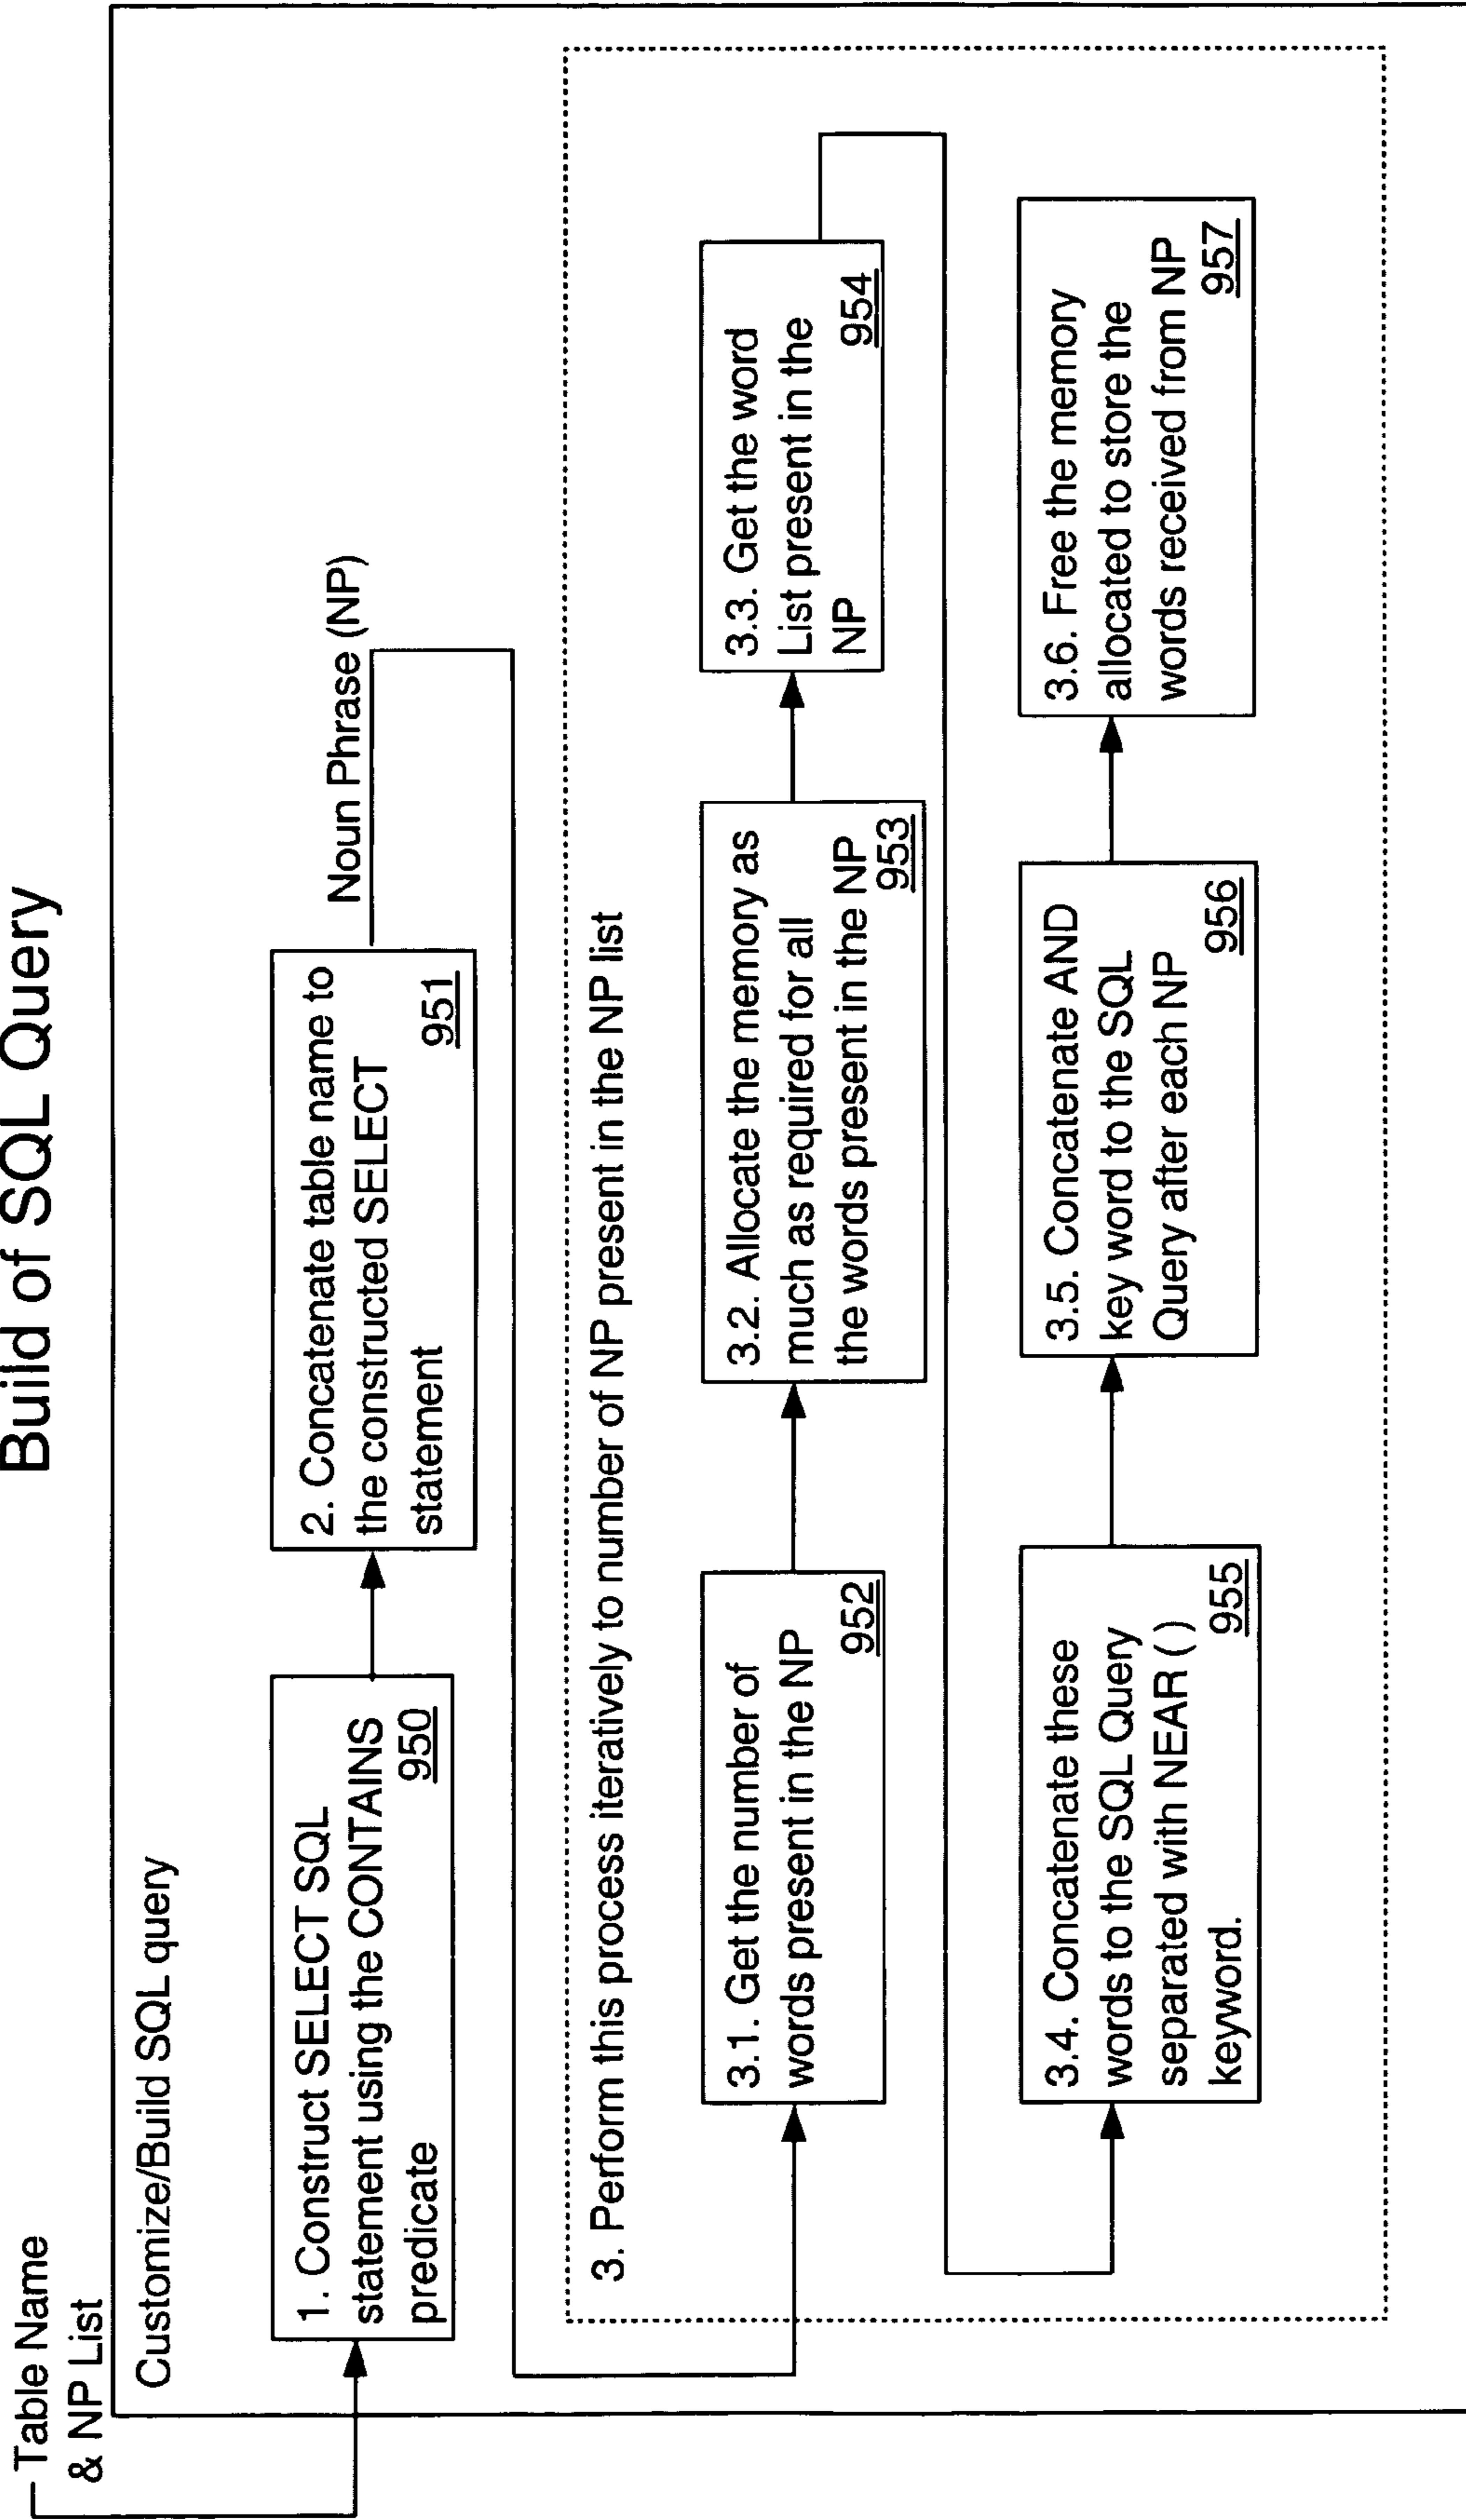 Build of SQL Query
Table Name
& NP List
Customize/Build SQL query
1. Construct SELECT SQL
statement using the CONTAINS
predicate
950
2. Concatenate table name to
the constructed SELECT
statement
951
Noun Phrase (NP)
3. Perform this process iteratively to number of NP present in the NP list
3.1. Get the number of
words present in the NP
952
3.2. Allocate the memory as
much as required for all
the words present in the NP
953
3.3. Get the word
List present in the
NP
954
3.4. Concatenate these
words to the SQL Query
separated with NEAR ( )
keyword.
955
3.5. Concatenate AND
key word to the SQL
Query after each NP
956
3.6. Free the memory
allocated to store the
words received from NP
957